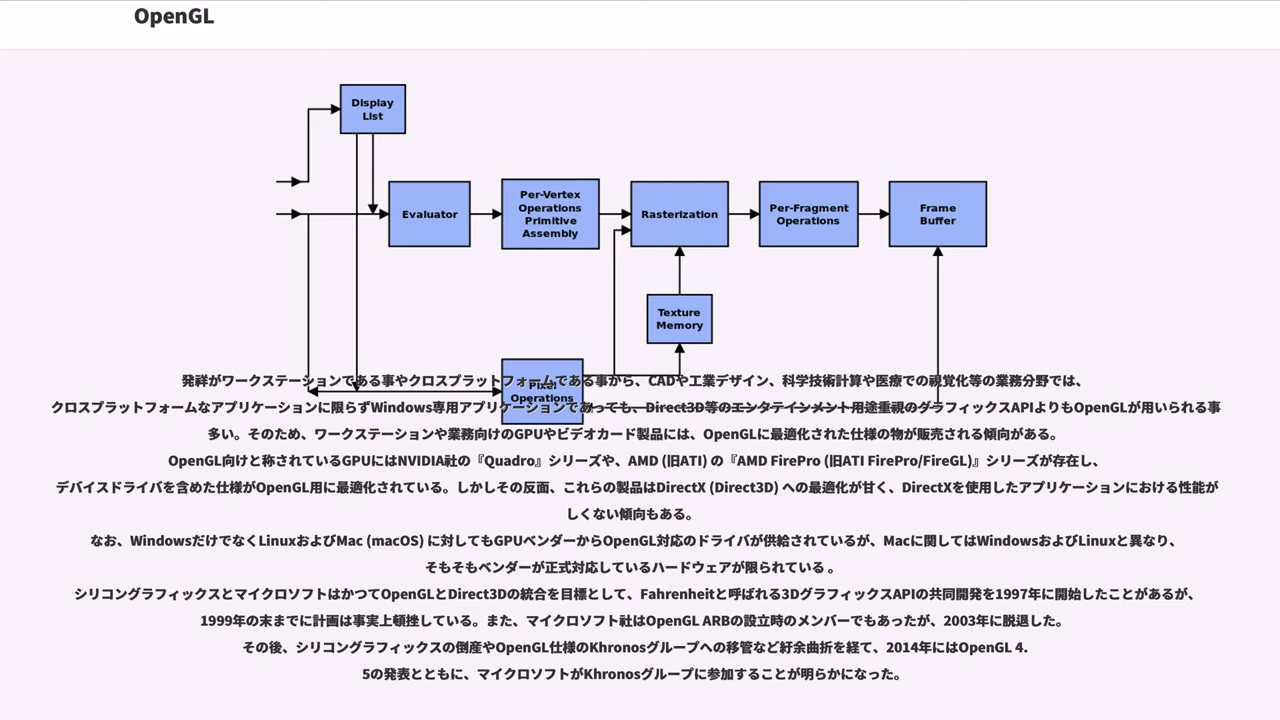 OpenGL
Display
List
Evaluator
Per-Vertex
Operations
Primitive
Assembly
Rasterization
Per-Fragment
Operations
Frame
Buffer
Texture
Memory
Pixel
Operations
発祥がワークステーションである事やクロスプラットフォームである事から、CADや工業デザイン、科学技術計算や医療での視覚化等の業務分野では、
クロスプラットフォームなアプリケーションに限らずWindows専用アプリケーションであっても、Direct3D等のエンタテインメント用途重視のグラフィックスAPIよりもOpenGLが用いられる事
多い。そのため、ワークステーションや業務向けのGPUやビデオカード製品には、OpenGLに最適化された仕様の物が販売される傾向がある。
OpenGL向けと称されているGPUにはNVIDIA社の『Quadro』シリーズや、AMD (旧ATI) の『AMD FirePro (旧ATI FirePro/FireGL)』シリーズが存在し、
デバイスドライバを含めた仕様がOpenGL用に最適化されている。しかしその反面、これらの製品はDirectX (Direct3D) への最適化が甘く、DirectXを使用したアプリケーションにおける性能が
しくない傾向もある。
なお、WindowsだけでなくLinuxおよびMac (macOS) に対してもGPUベンダーからOpenGL対応のドライバが供給されているが、Macに関してはWindowsおよびLinuxと異なり、
そもそもベンダーが正式対応しているハードウェアが限られている 。
シリコングラフィックスとマイクロソフトはかつてOpenGLとDirect3Dの統合を目標として、Fahrenheitと呼ばれる3DグラフィックスAPIの共同開発を1997年に開始したことがあるが、
1999年の末までに計画は事実上頓挫している。また、マイクロソフト社はOpenGL ARBの設立時のメンバーでもあったが、2003年に脱退した。
その後、シリコングラフィックスの倒産やOpenGL仕様のKhronosグループへの移管など紆余曲折を経て、2014年にはOpenGL 4.
5の発表とともに、マイクロソフトがKhronosグループに参加することが明らかになった。